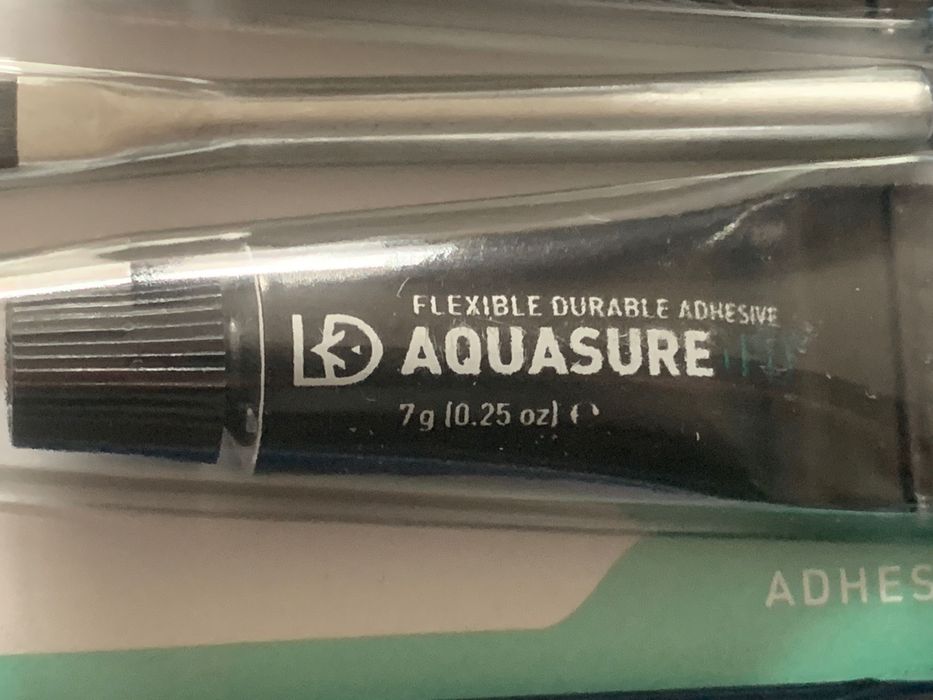 FLEXIBLE DURABLE ADHESIVE
AQUASURE
7g (0.25 oz) e
ADHES